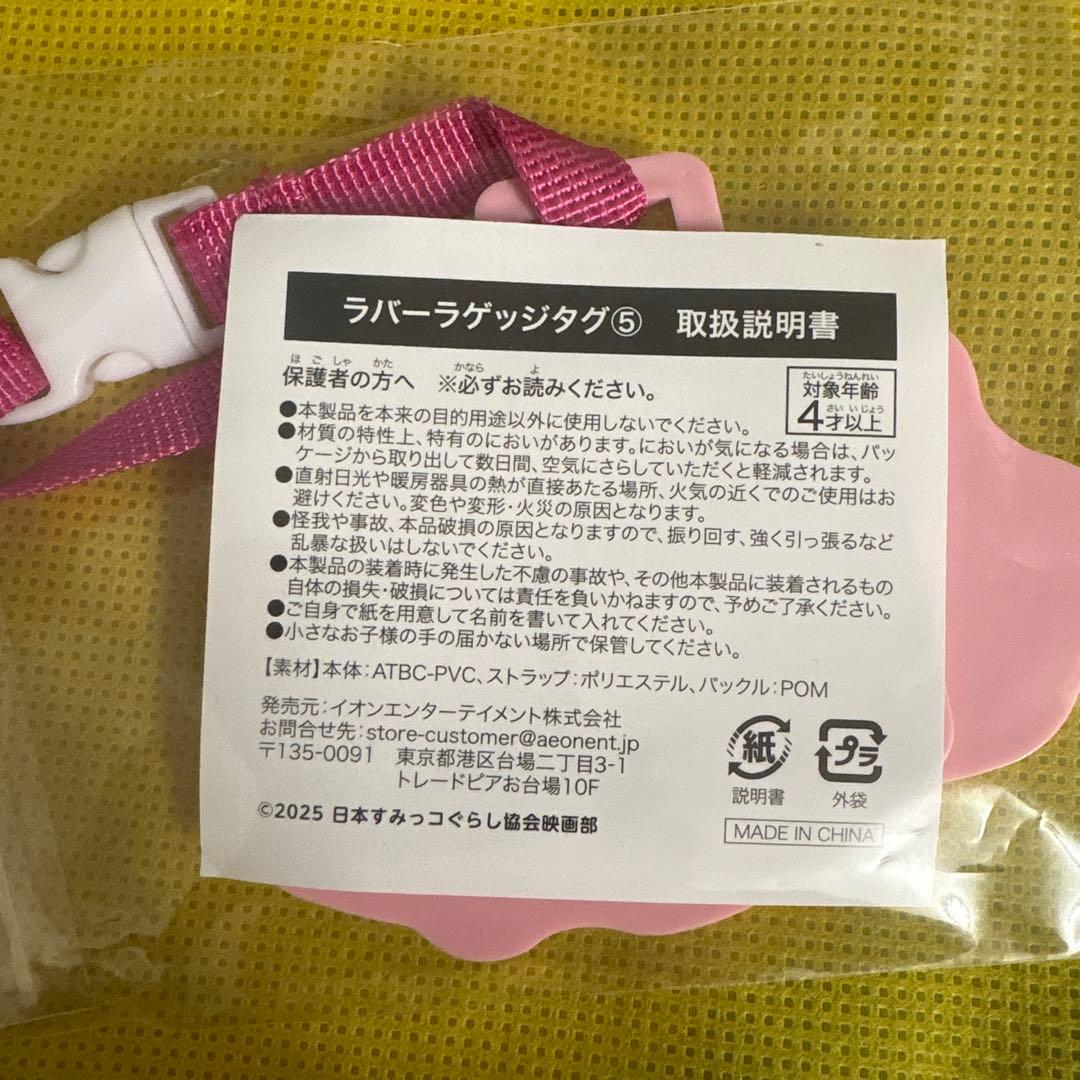 ラバーラゲッジタグ⑤ 取扱説明書
ほごしゃ かた かなら よ
保護者の方へ ※必ずお読みください。
たいしょうねんれい
対象年齢
さい いじょう
4才以上
●本製品を本来の目的用途以外に使用しないでください。
●材質の特性上、特有のにおいがあります。においが気になる場合は、パッ
ケージから取り出して数日間、空気にさらしていただくと軽減されます。
●直射日光や暖房器具の熱が直接あたる場所、火気の近くでのご使用はお
避けください。変色や変形・火災の原因となります。
●怪我や事故、本品破損の原因となりますので、振り回す、強く引っ張るなど
乱暴な扱いはしないでください。
●本製品の装着時に発生した不慮の事故や、その他本製品に装着されるもの
自体の損失・破損については責任を負いかねますので、予めご了承ください。
●ご自身で紙を用意して名前を書いて入れてください。
●小さなお子様の手の届かない場所で保管してください。
【素材】本体：ATBC-PVC、ストラップ：ポリエステル、バックル：POM
発売元：イオンエンターテイメント株式会社
お問合せ先：store-customer@aeonent.jp
〒135-0091 東京都港区台場二丁目3-1
トレードピアお台場10F
©2025 日本すみっコぐらし協会映画部
紙
説明書
プラ
外袋
MADE IN CHINA